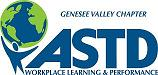 GENESEE VALLEY CHAPTER
ASTD
WORKPLACE LEARNING & PERFORMANCE